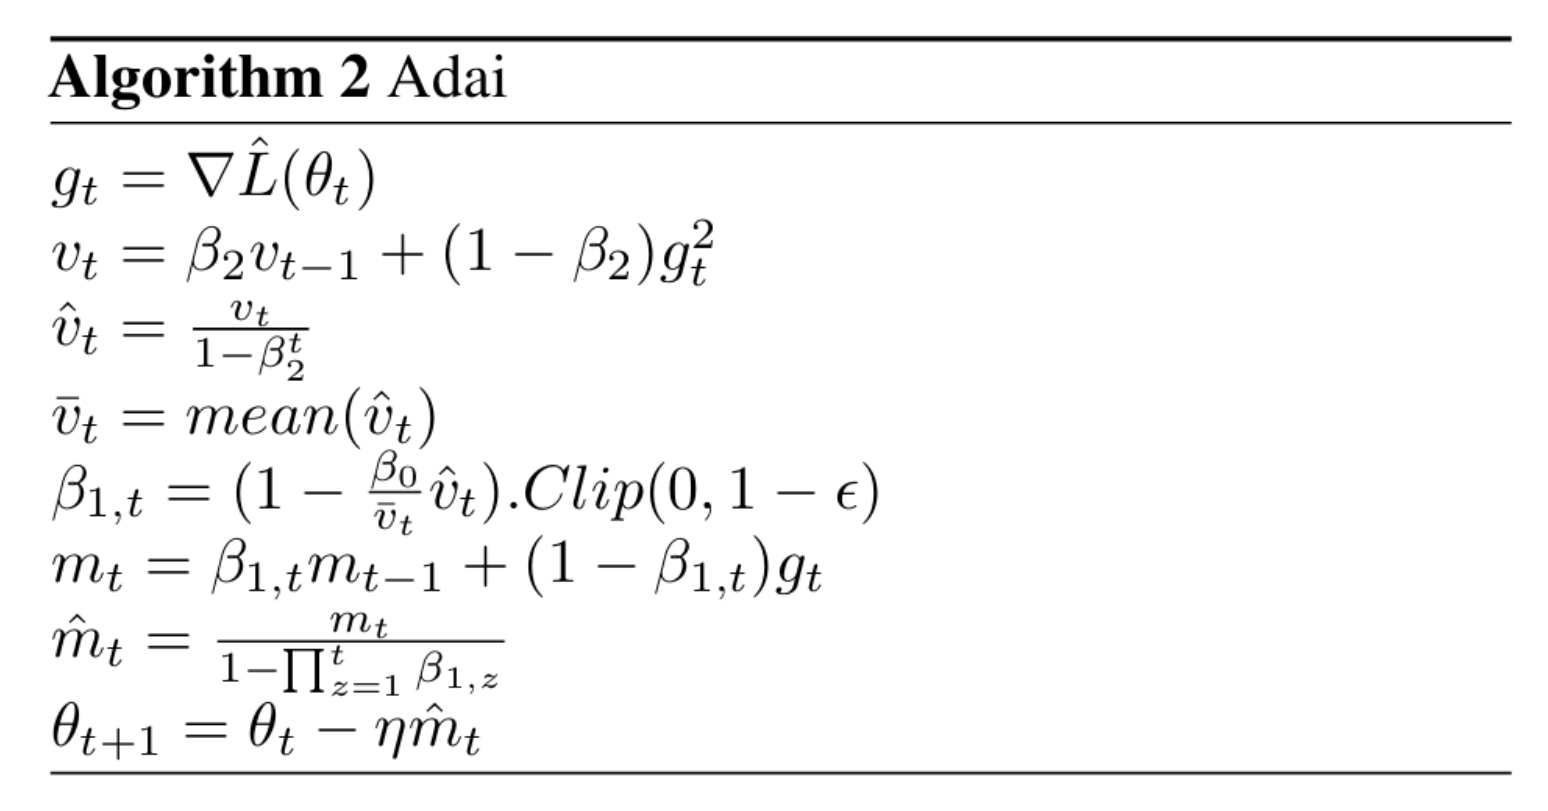 Algorithm 2 Adai
$g_t = \nabla \hat{L}(\theta_t)$
$v_t = \beta_2 v_{t-1} + (1 - \beta_2) g_t^2$
$\hat{v}_t = \frac{v_t}{1 - \beta_2^t}$
$\bar{v}_t = mean(\hat{v}_t)$
$\beta_{1,t} = (1 - \frac{\beta_0}{\bar{v}_t} \hat{v}_t).Clip(0, 1 - \epsilon)$
$m_t = \beta_{1,t} m_{t-1} + (1 - \beta_{1,t}) g_t$
$\hat{m}_t = \frac{m_t}{1 - \prod_{z=1}^{t} \beta_{1,z}}$
$\theta_{t+1} = \theta_t - \eta \hat{m}_t$